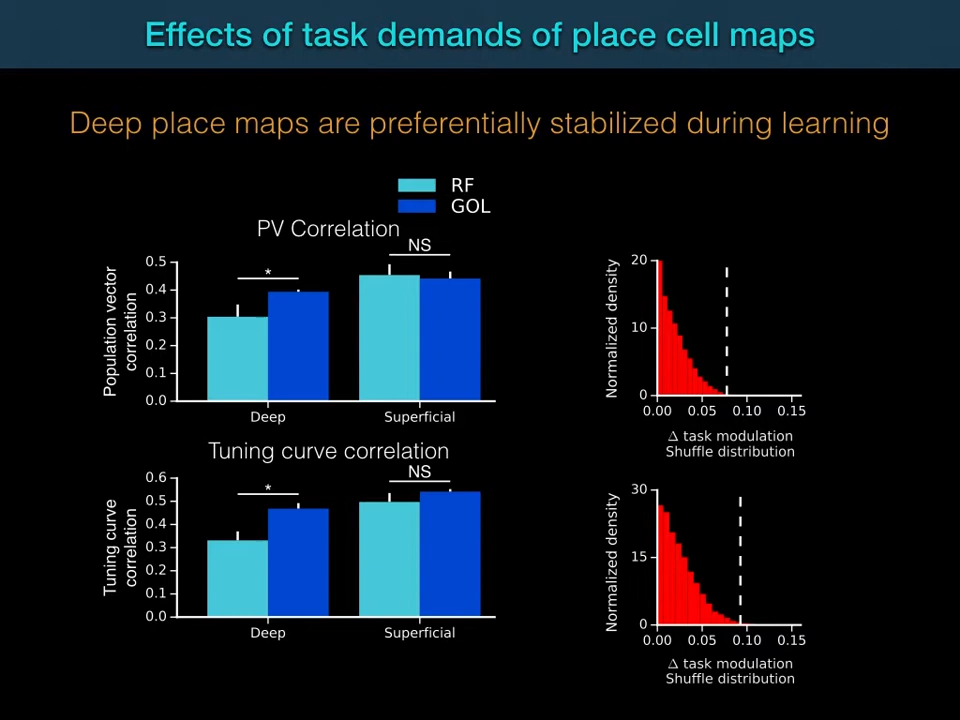 Effects of task demands of place cell maps
Deep place maps are preferentially stabilized during learning
RF
GOL
PV Correlation
NS
*
0.5
0.4
0.3
0.2
0.1
0.0
Population vector
correlation
Deep
Superficial
20
10
0
Normalized density
0.00
0.05
0.10
0.15
Δ task modulation
Shuffle distribution
Tuning curve correlation
NS
*
0.6
0.5
0.4
0.3
0.2
0.1
0.0
Tuning curve
correlation
Deep
Superficial
30
15
0
Normalized density
0.00
0.05
0.10
0.15
Δ task modulation
Shuffle distribution